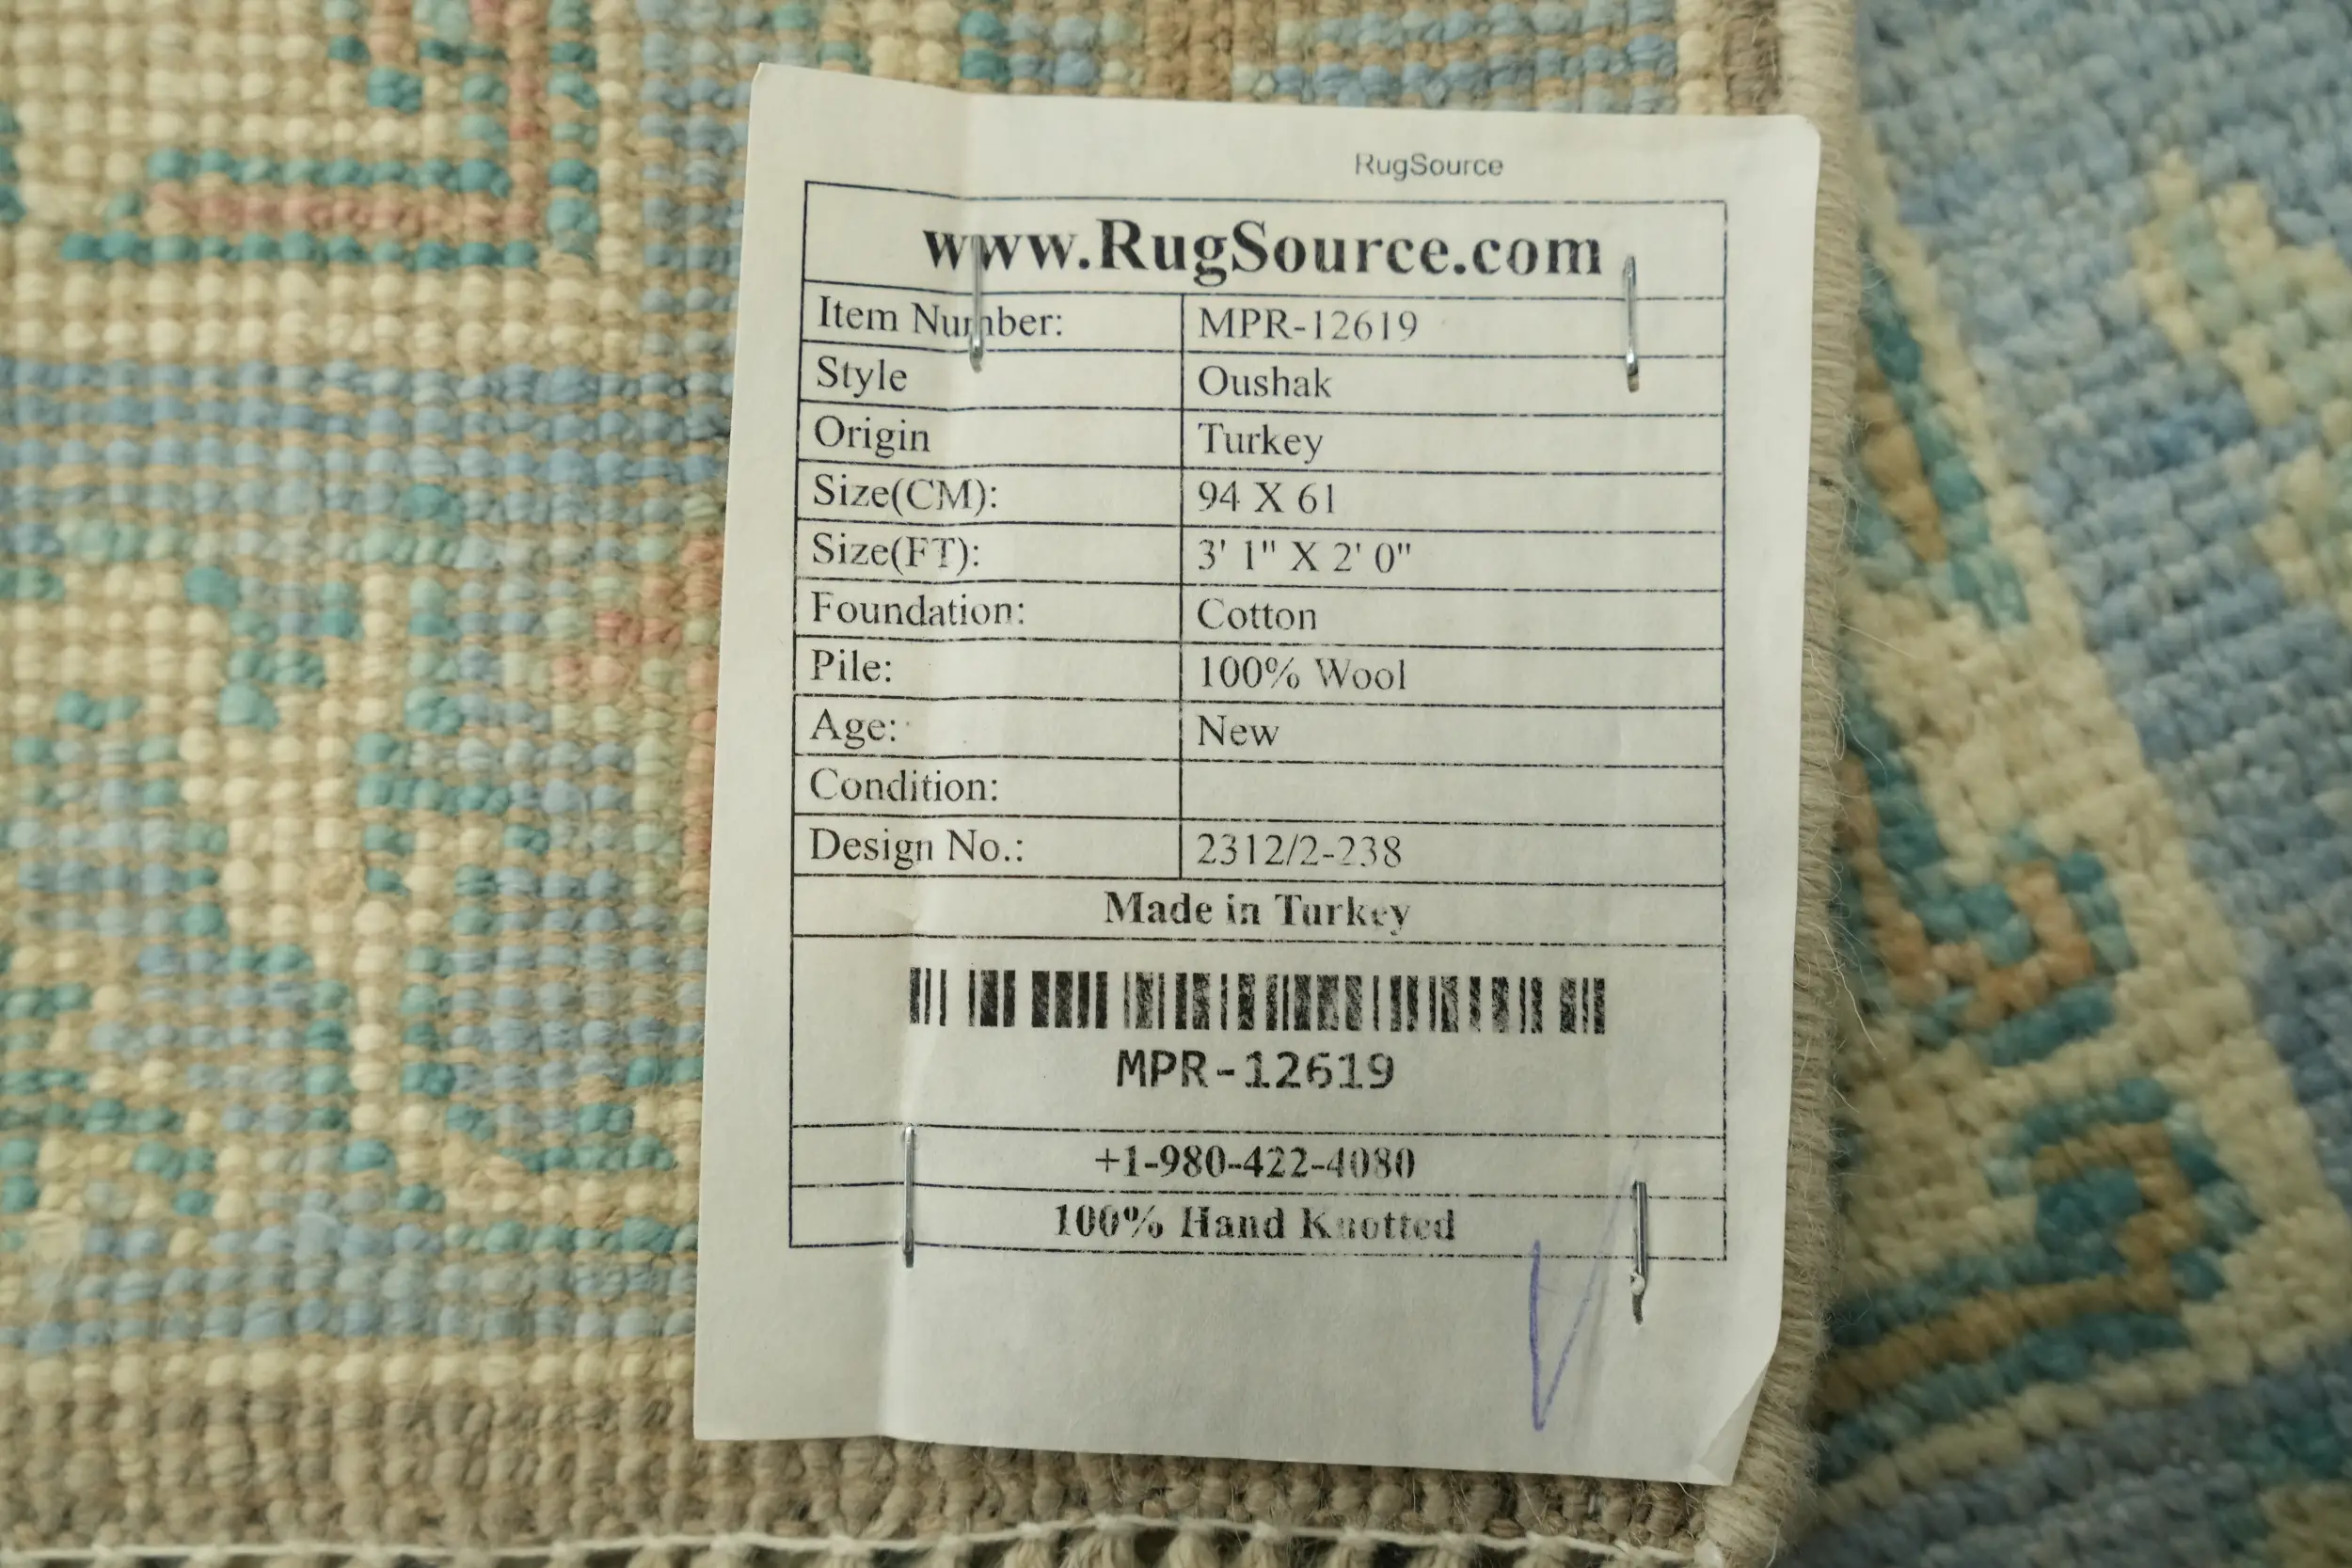 RugSource
www.RugSource.com
Item Number: MPR-12619
Style Oushak
Origin Turkey
Size(CM): 94 X 61
Size(FT): 3' 1" X 2' 0"
Foundation: Cotton
Pile: 100% Wool
Age: New
Condition:
Design No.: 2312/2-238
Made in Turkey
MPR-12619
+1-980-422-4080
100% Hand Knotted